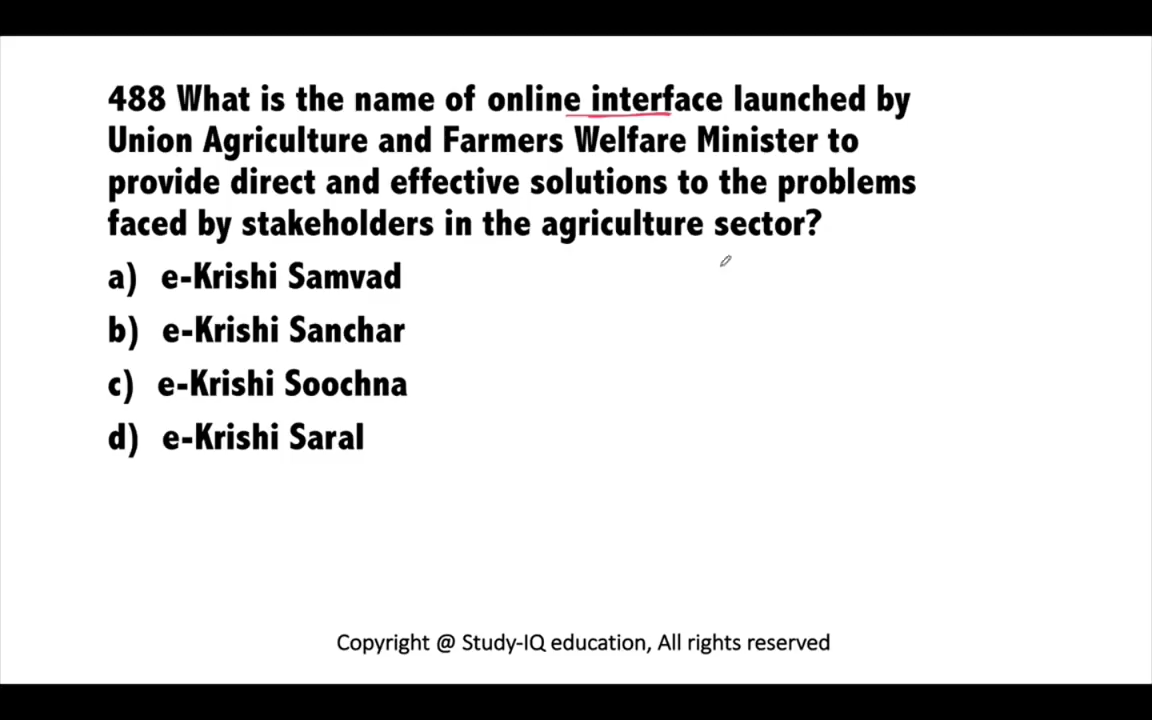 488 What is the name of online interface launched by
Union Agriculture and Farmers Welfare Minister to
provide direct and effective solutions to the problems
faced by stakeholders in the agriculture sector?
a) e-Krishi Samvad
b) e-Krishi Sanchar
c) e-Krishi Soochna
d) e-Krishi Saral
Copyright @ Study-IQ education, All rights reserved